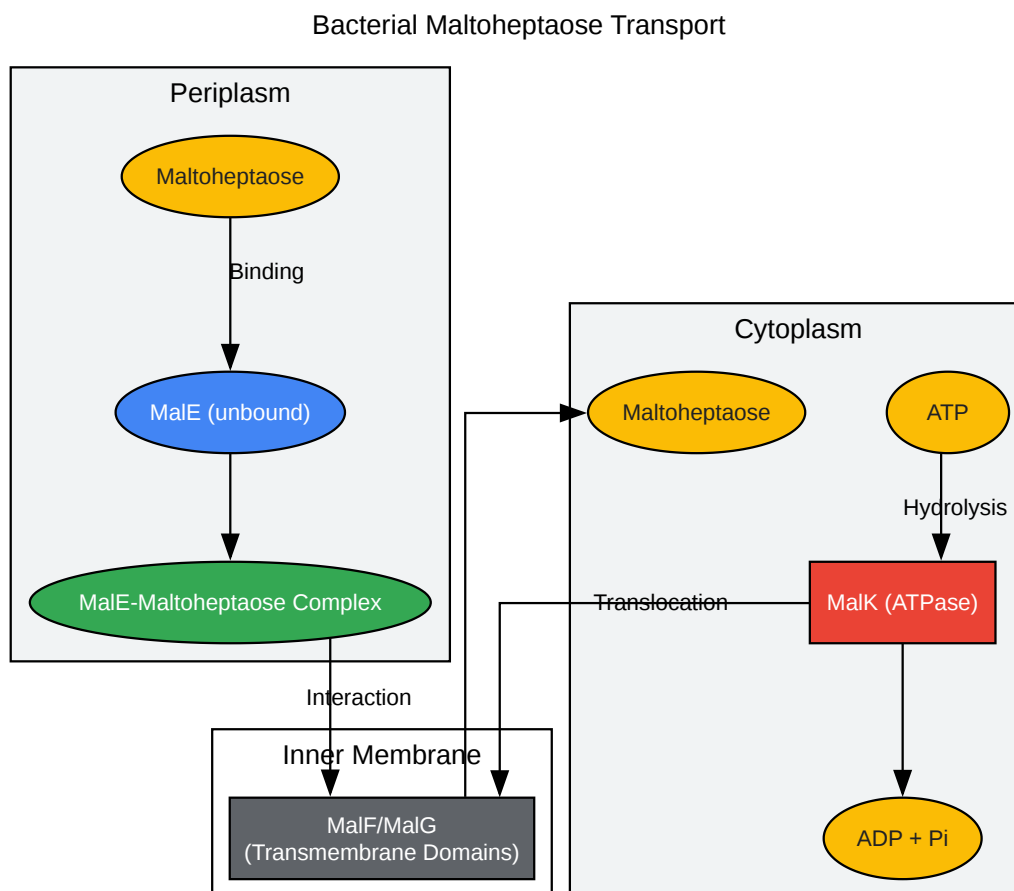 Bacterial Maltoheptaose Transport
Periplasm
Maltoheptaose
Binding
MalE (unbound)
MalE-Maltoheptaose Complex
Interaction
Inner Membrane
MalF/MalG
(Transmembrane Domains)
Cytoplasm
Maltoheptaose
ATP
Hydrolysis
Translocation
MalK (ATPase)
ADP + Pi